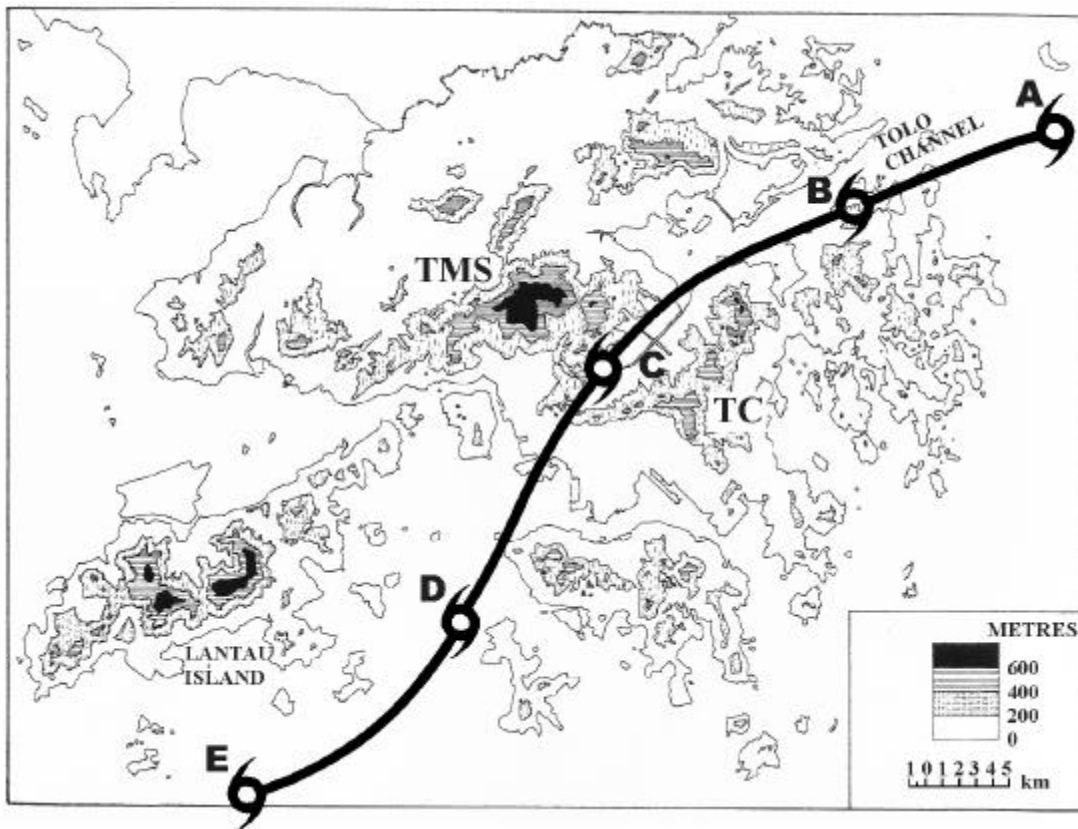 A
TOLO
CHANNEL
B
TMS
C
TC
D
LANTAU
ISLAND
E
METRES
600
400
200
0
1 0 1 2 3 4 5 km